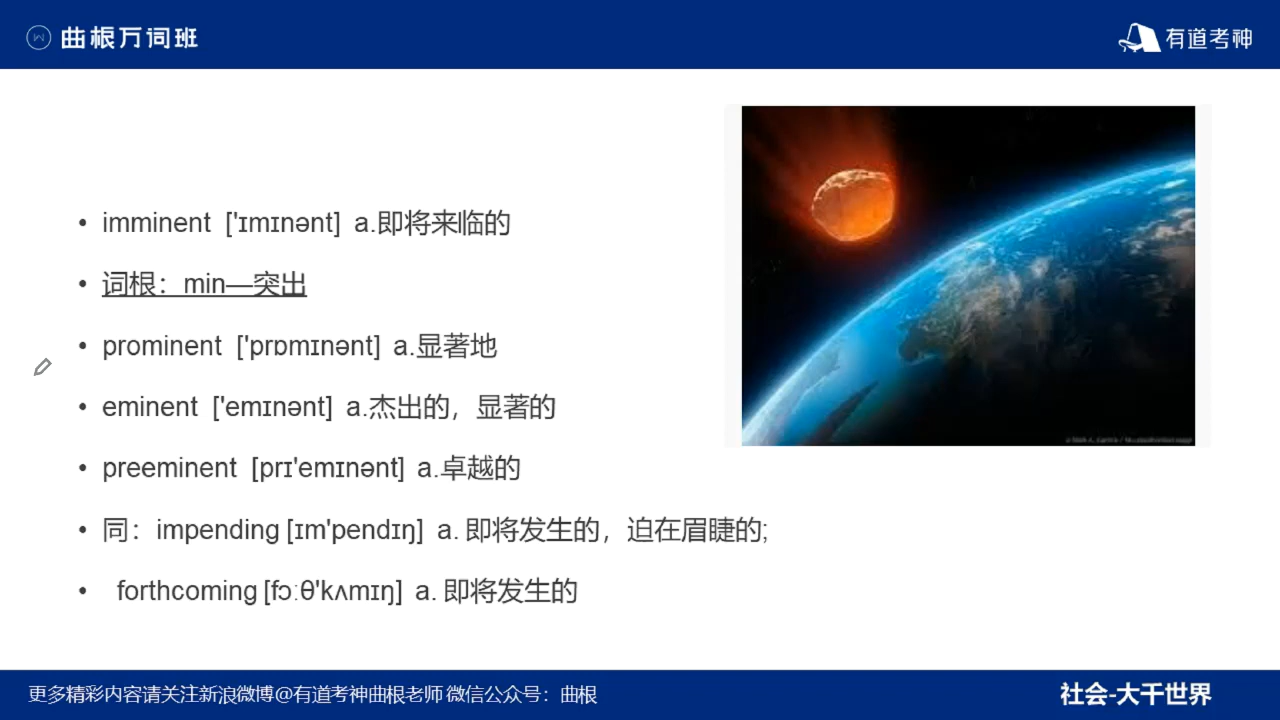 曲根万词班
有道考神
imminent ['ɪmɪnənt] a.即将来临的
词根：min—突出
prominent ['prɒmɪnənt] a.显著地
eminent ['emɪnənt] a.杰出的，显著的
preeminent [prɪ'emɪnənt] a.卓越的
同：impending [ɪm'pendɪŋ] a. 即将发生的，迫在眉睫的;
forthcoming [fɔːθ'kʌmɪŋ] a. 即将发生的
更多精彩内容请关注新浪微博@有道考神曲根老师 微信公众号：曲根
社会-大千世界